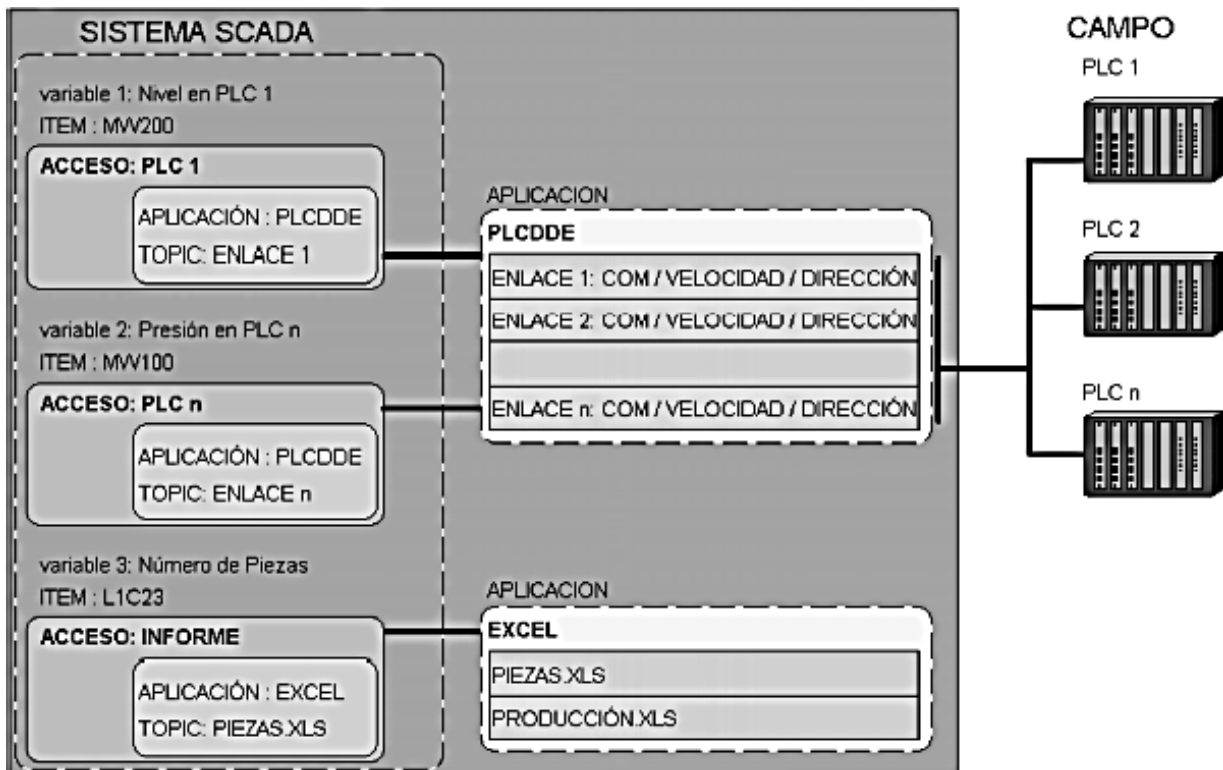 SISTEMA SCADA
variable 1: Nivel en PLC 1
ITEM : MW200
ACCESO: PLC 1
APLICACIÓN : PLCDDE
TOPIC: ENLACE 1
variable 2: Presión en PLC n
ITEM : MW100
ACCESO: PLC n
APLICACIÓN : PLCDDE
TOPIC: ENLACE n
variable 3: Número de Piezas
ITEM : L1C23
ACCESO: INFORME
APLICACIÓN : EXCEL
TOPIC: PIEZAS.XLS
APLICACION
PLCDDE
ENLACE 1: COM / VELOCIDAD / DIRECCIÓN
ENLACE 2: COM / VELOCIDAD / DIRECCIÓN
ENLACE n: COM / VELOCIDAD / DIRECCIÓN
APLICACION
EXCEL
PIEZAS.XLS
PRODUCCIÓN.XLS
CAMPO
PLC 1
PLC 2
PLC n